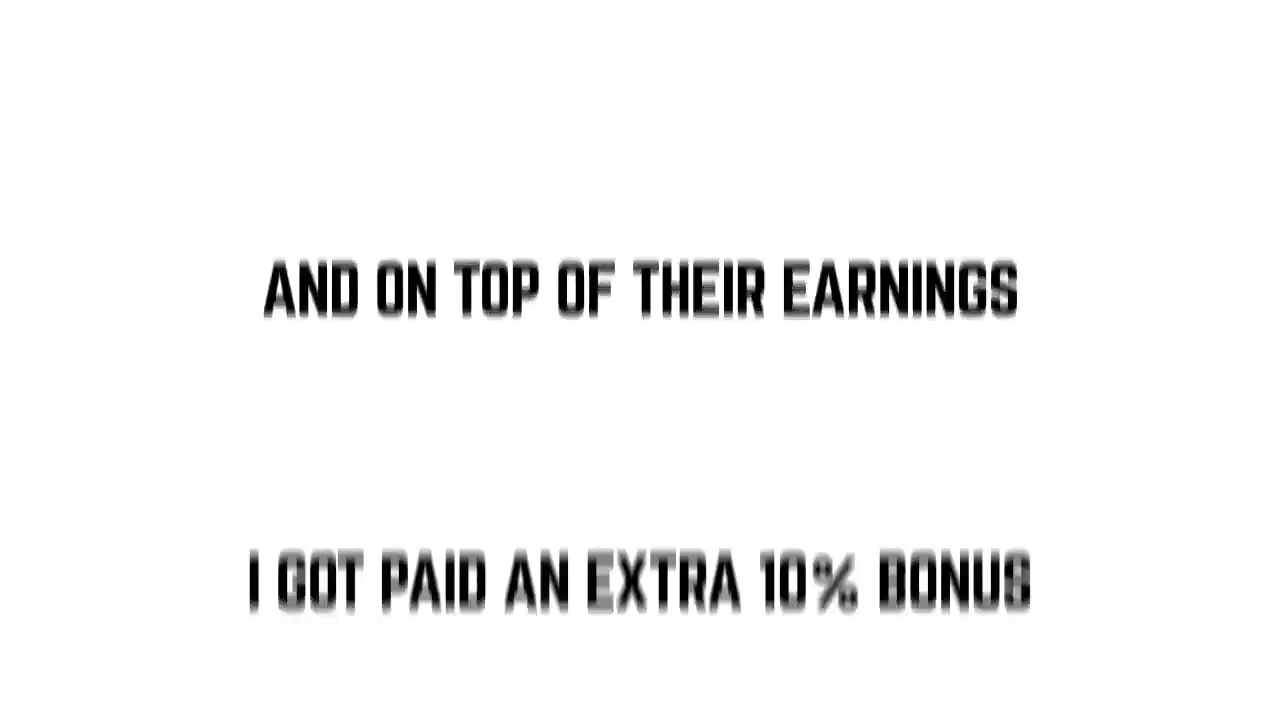 AND ON TOP OF THEIR EARNINGS
I GOT PAID AN EXTRA 10% BONUS